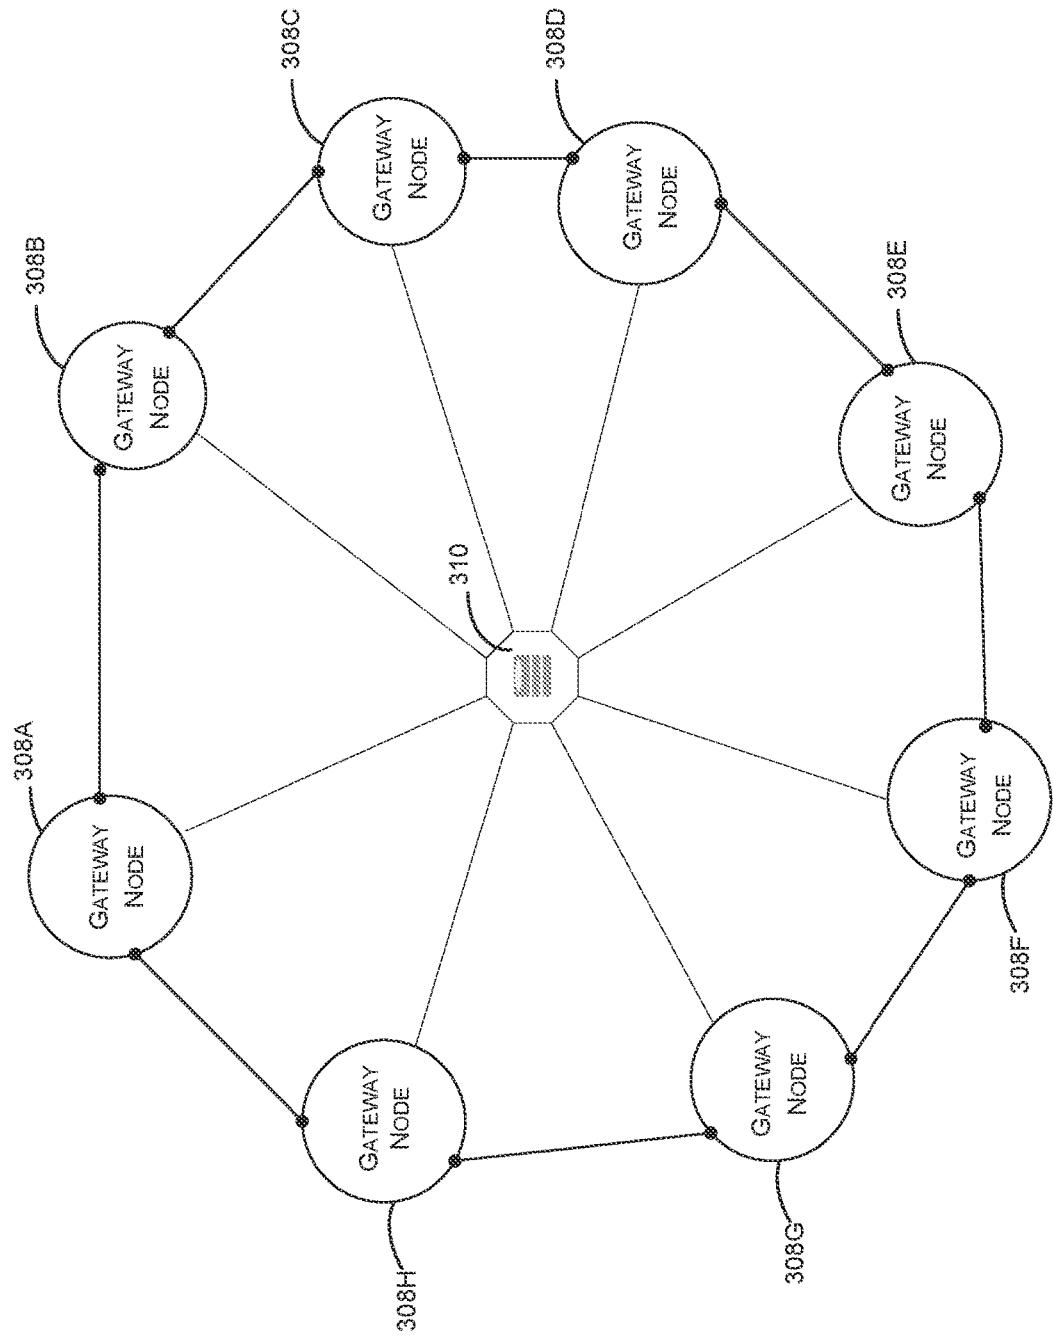 308A
GATEWAY
NODE
308B
GATEWAY
NODE
308C
GATEWAY
NODE
308D
GATEWAY
NODE
308E
GATEWAY
NODE
308F
GATEWAY
NODE
308G
GATEWAY
NODE
308H
GATEWAY
NODE
310